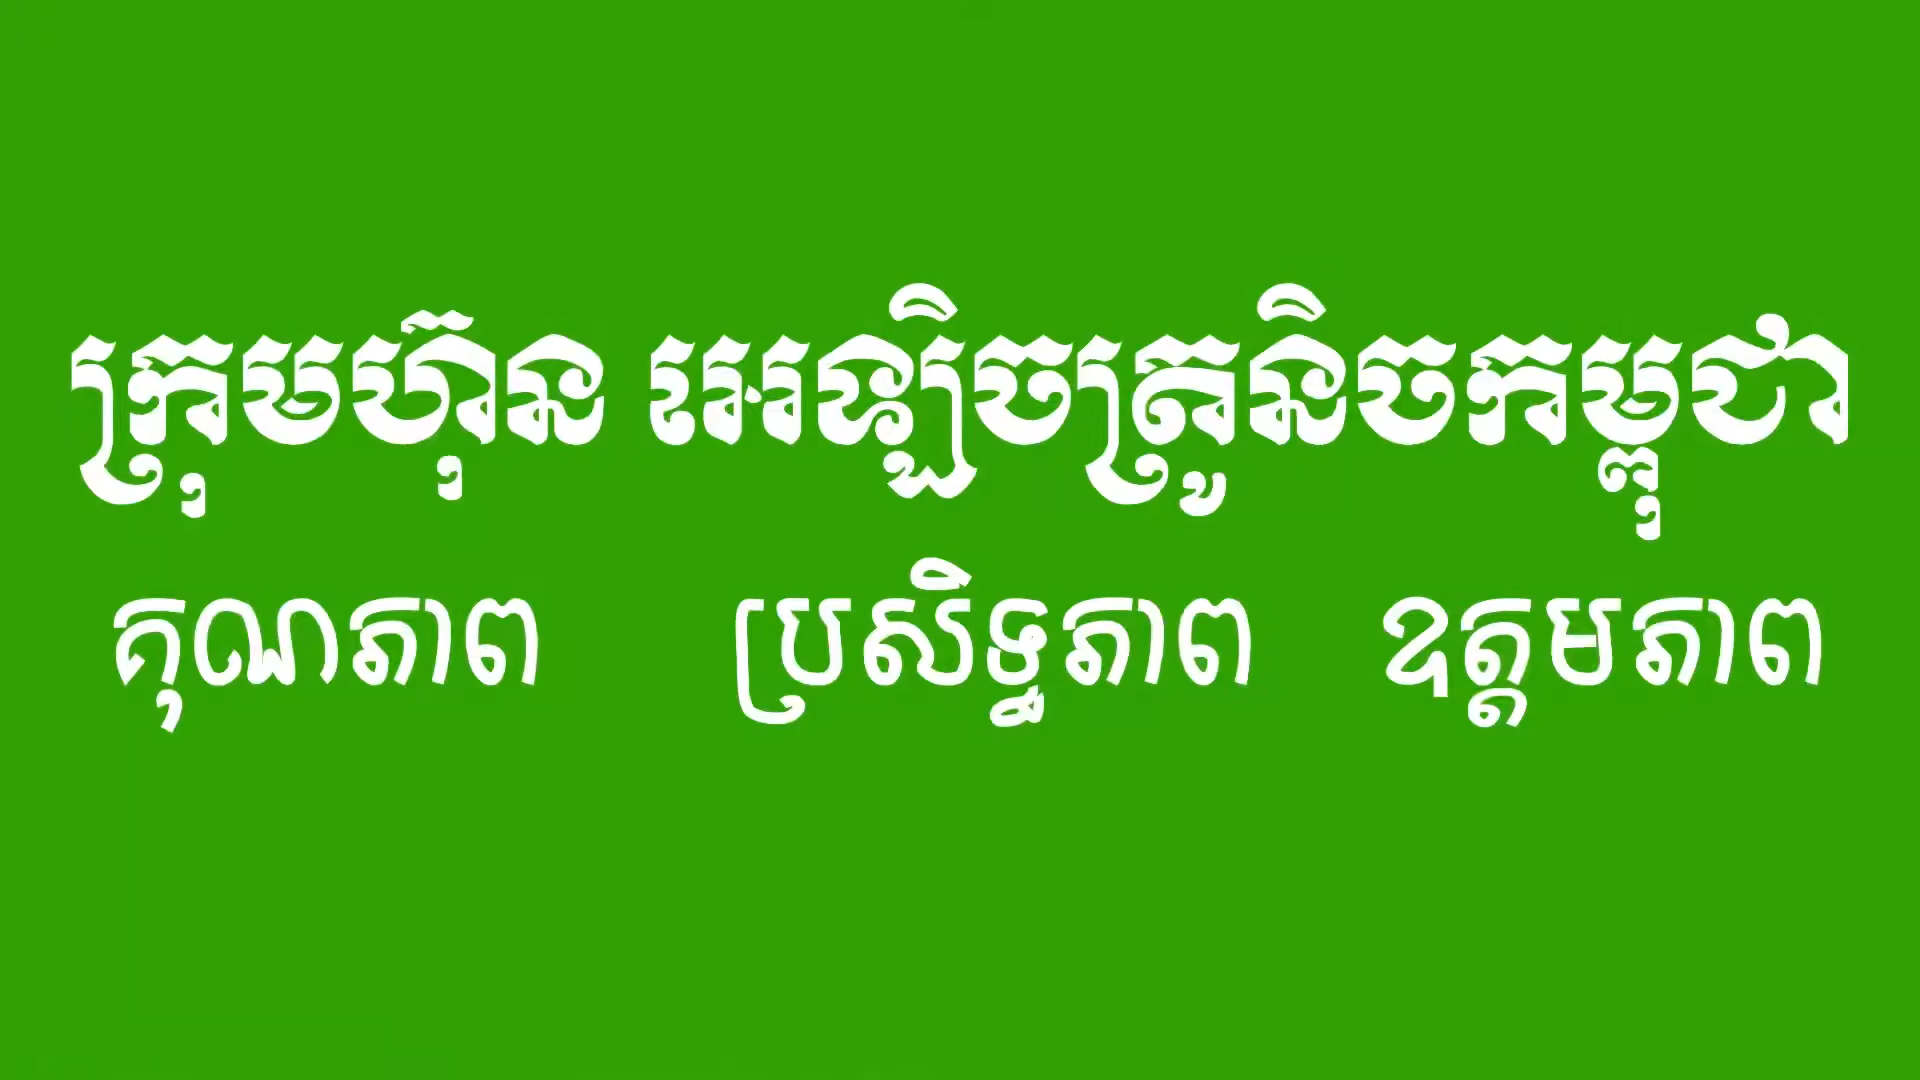 ក្រុមហ៊ុន អេឡិចត្រូនិចកម្ពុជា
គុណភាព ប្រសិទ្ធភាព ឧត្តមភាព